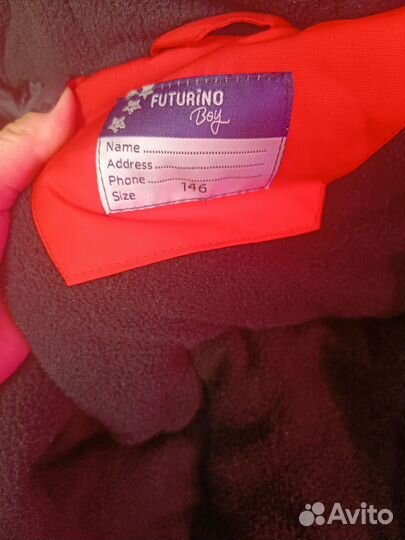 FUTURiNO
Boy
Name ........................
Address ........................
Phone ........................
Size 146
Avito